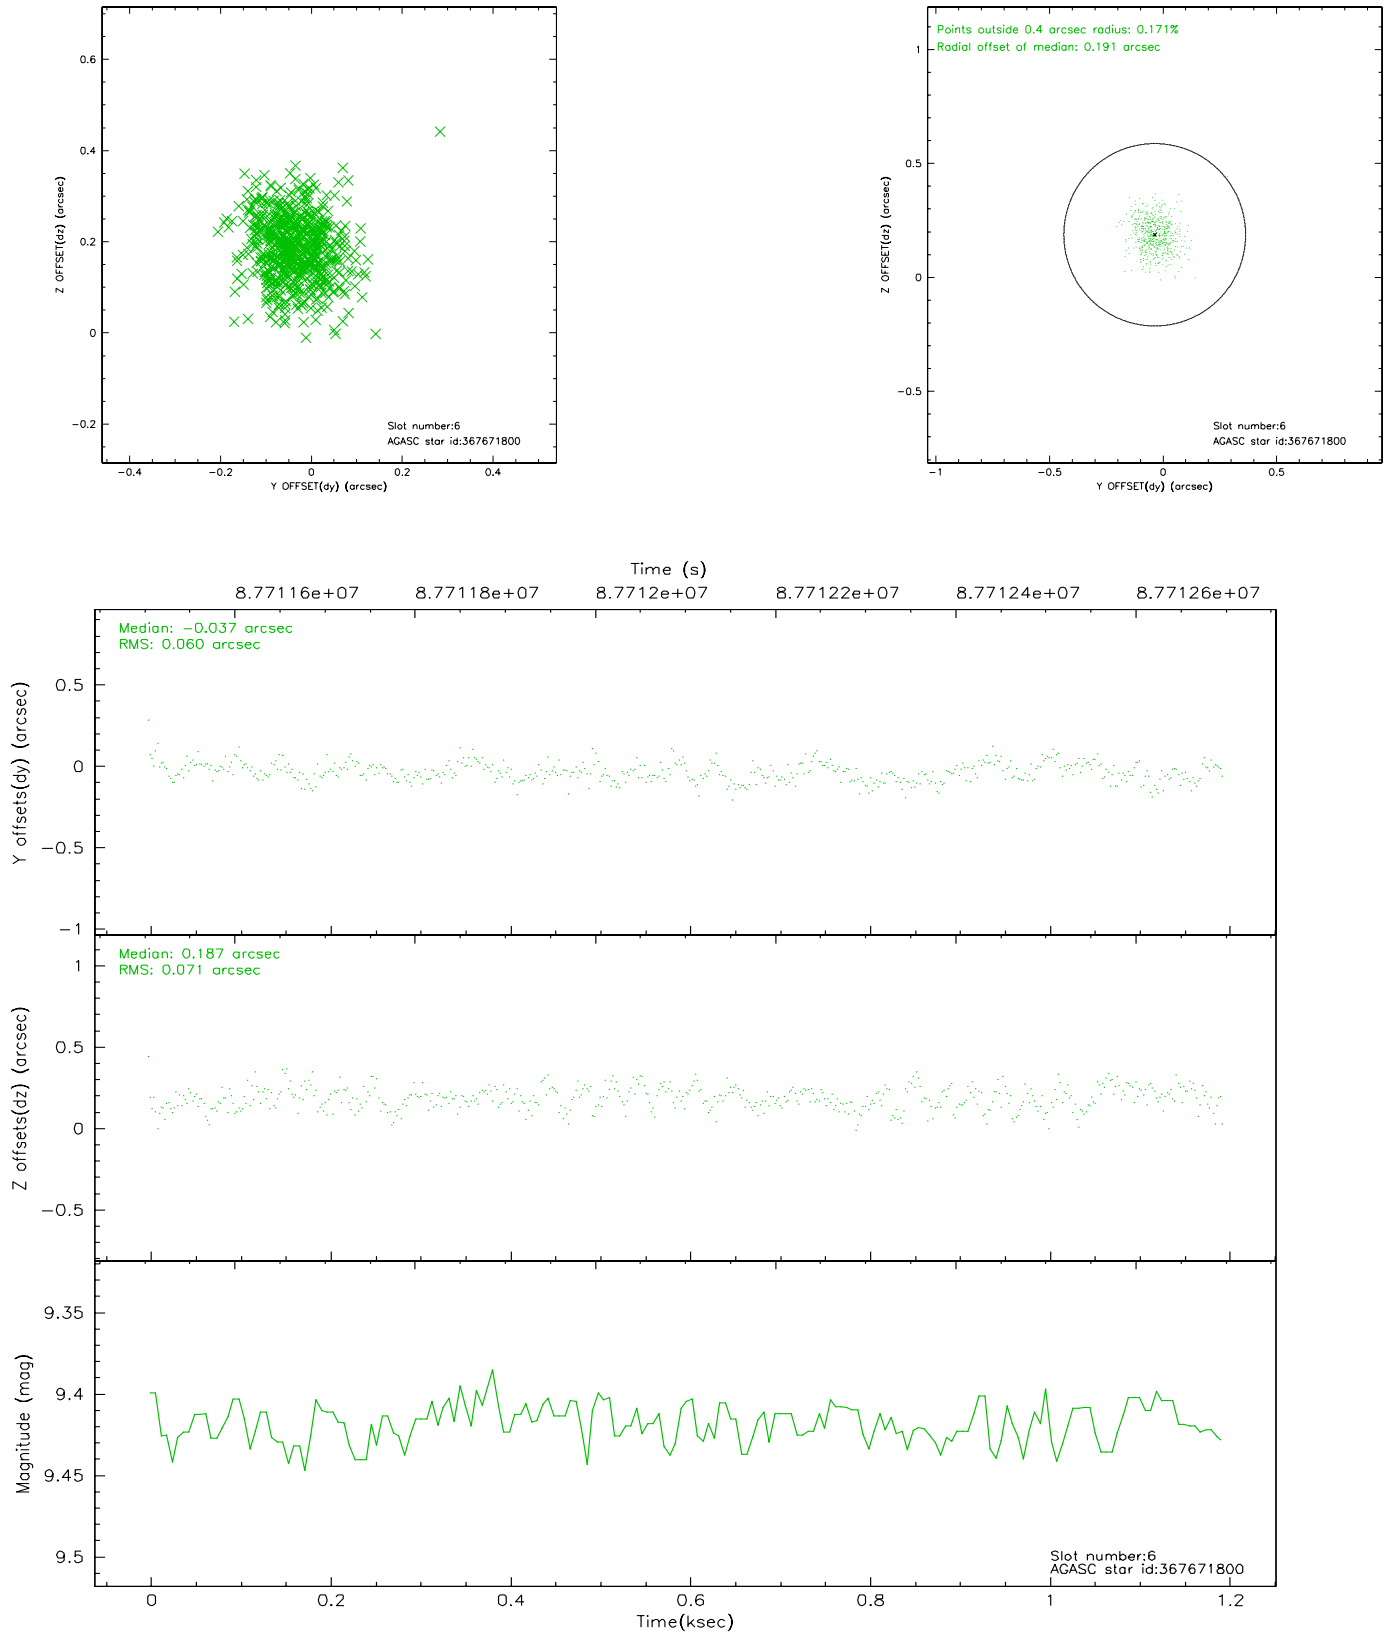 0.6
0.4
0.2
0
−0.2
Z OFFSET(dz) (arcsec)
Slot number:6
AGASC star id:367671800
−0.4
−0.2
0
0.2
0.4
Y OFFSET(dy) (arcsec)
Points outside 0.4 arcsec radius: 0.171%
Radial offset of median: 0.191 arcsec
1
0.5
0
−0.5
Z OFFSET(dz) (arcsec)
Slot number:6
AGASC star id:367671800
−1
−0.5
0
0.5
Y OFFSET(dy) (arcsec)
Time (s)
8.77116e+07
8.77118e+07
8.7712e+07
8.77122e+07
8.77124e+07
8.77126e+07
Median: −0.037 arcsec
RMS: 0.060 arcsec
0.5
0
−0.5
−1
Y offsets(dy) (arcsec)
Median: 0.187 arcsec
RMS: 0.071 arcsec
1
0.5
0
−0.5
Z offsets(dz) (arcsec)
9.35
9.4
9.45
9.5
Magnitude (mag)
Slot number:6
AGASC star id:367671800
0
0.2
0.4
0.6
0.8
1
1.2
Time(ksec)